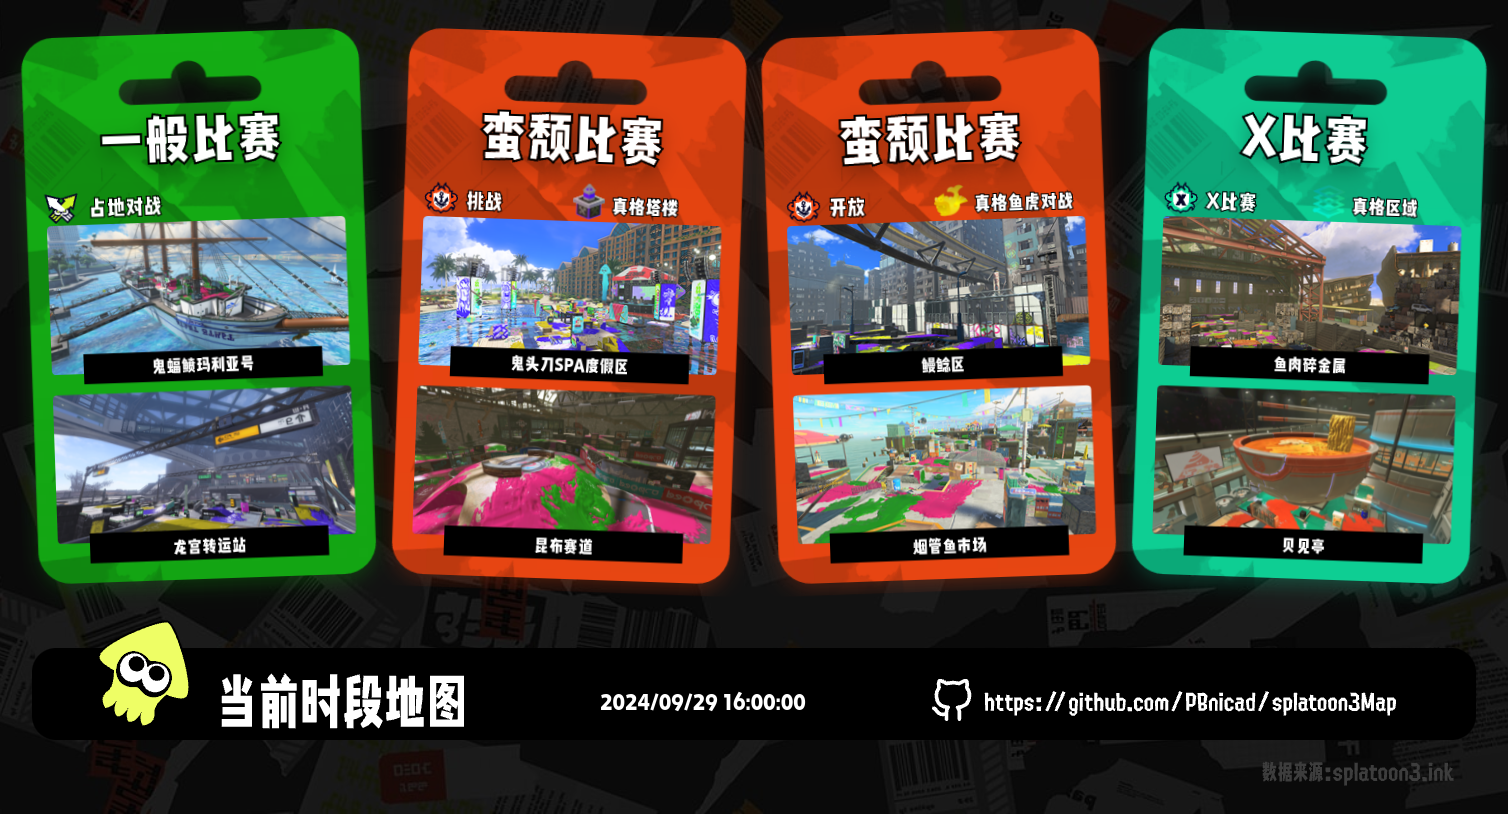 一般比赛
占地对战
鬼蝠鲼玛利亚号
龙宫转运站
蛮颓比赛
挑战
真格塔楼
鬼头刀SPA度假区
昆布赛道
蛮颓比赛
开放
真格鱼虎对战
鳗鲶区
烟管鱼市场
X比赛
X比赛
真格区域
鱼肉碎金属
贝见亭
当前时段地图
2024/09/29 16:00:00
https://github.com/PBnicad/splatoon3Map
数据来源:splatoon3.ink